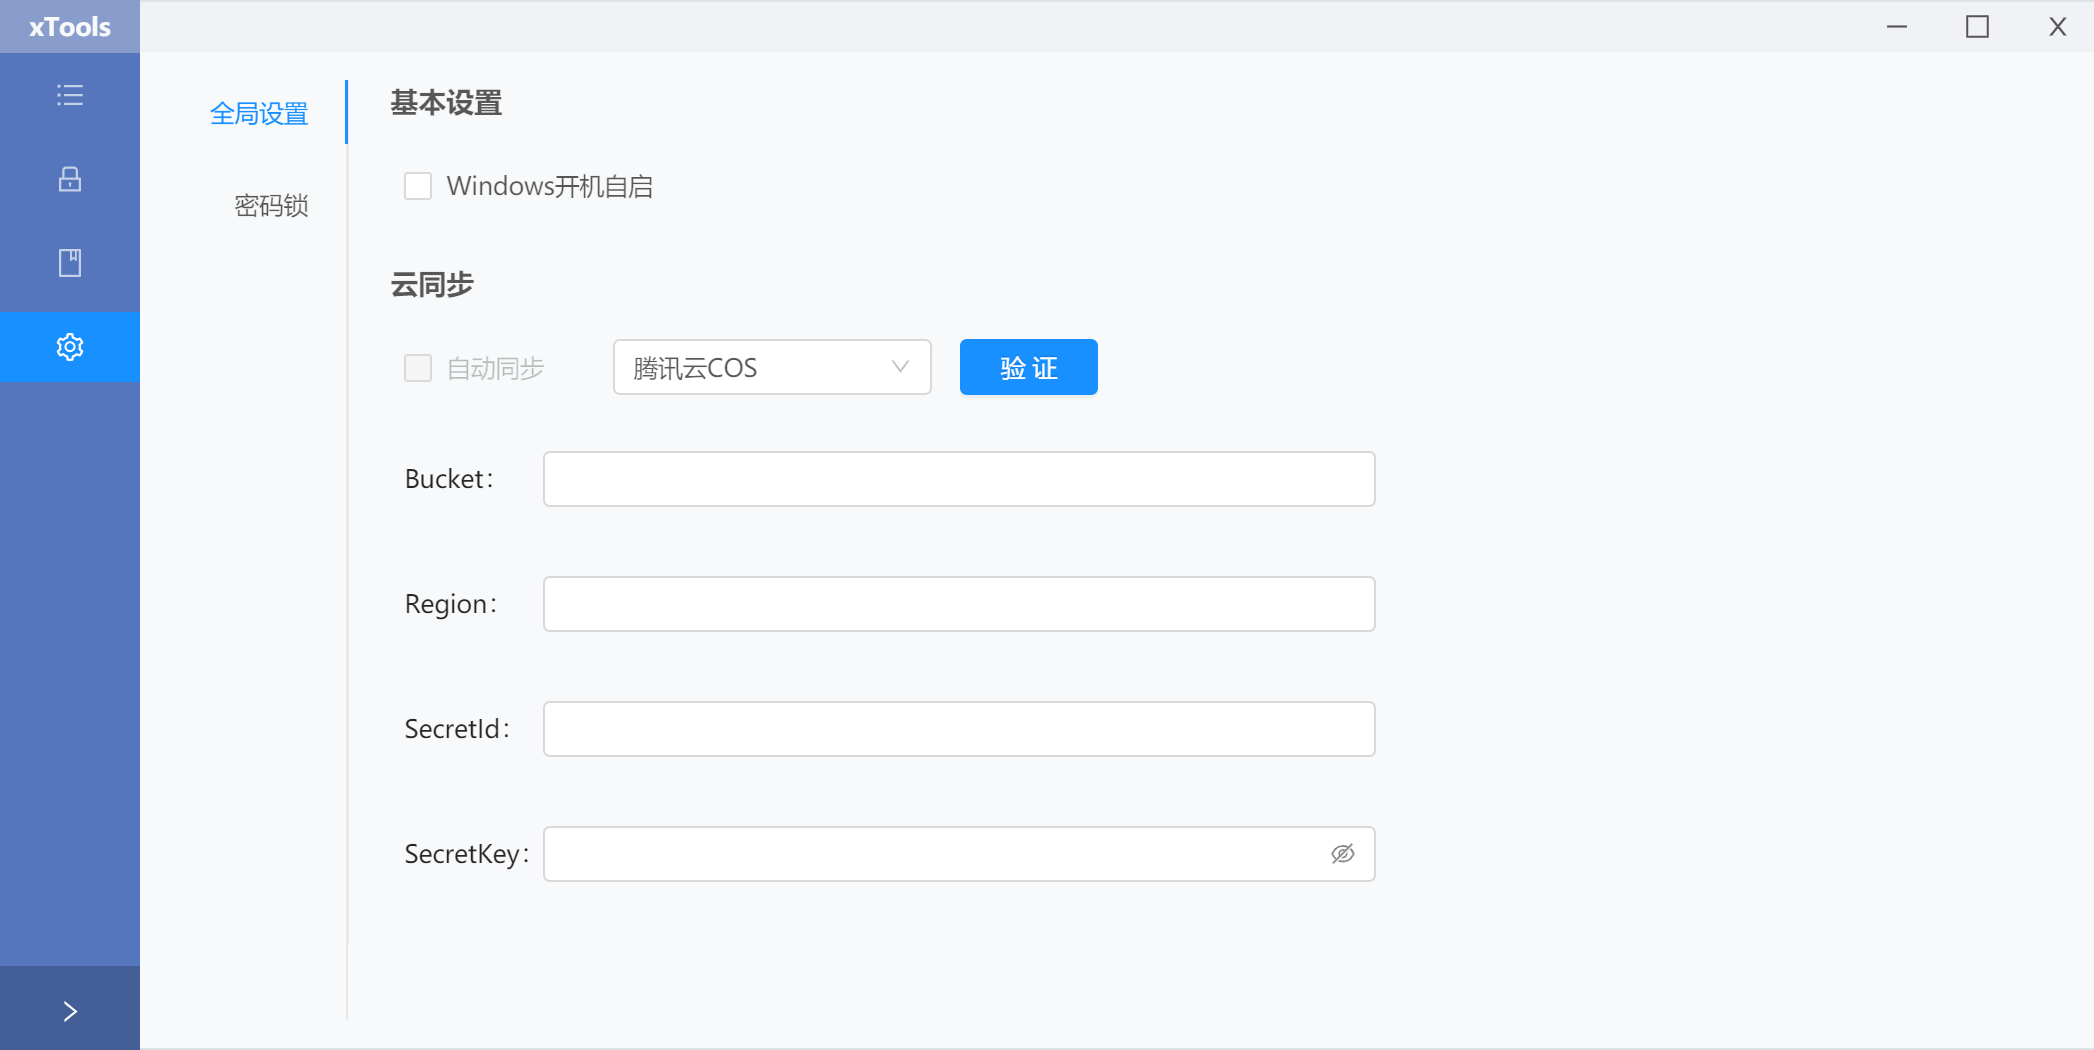 xTools
全局设置
密码锁
基本设置
Windows开机自启
云同步
自动同步
腾讯云COS
验 证
Bucket：
Region：
SecretId：
SecretKey：